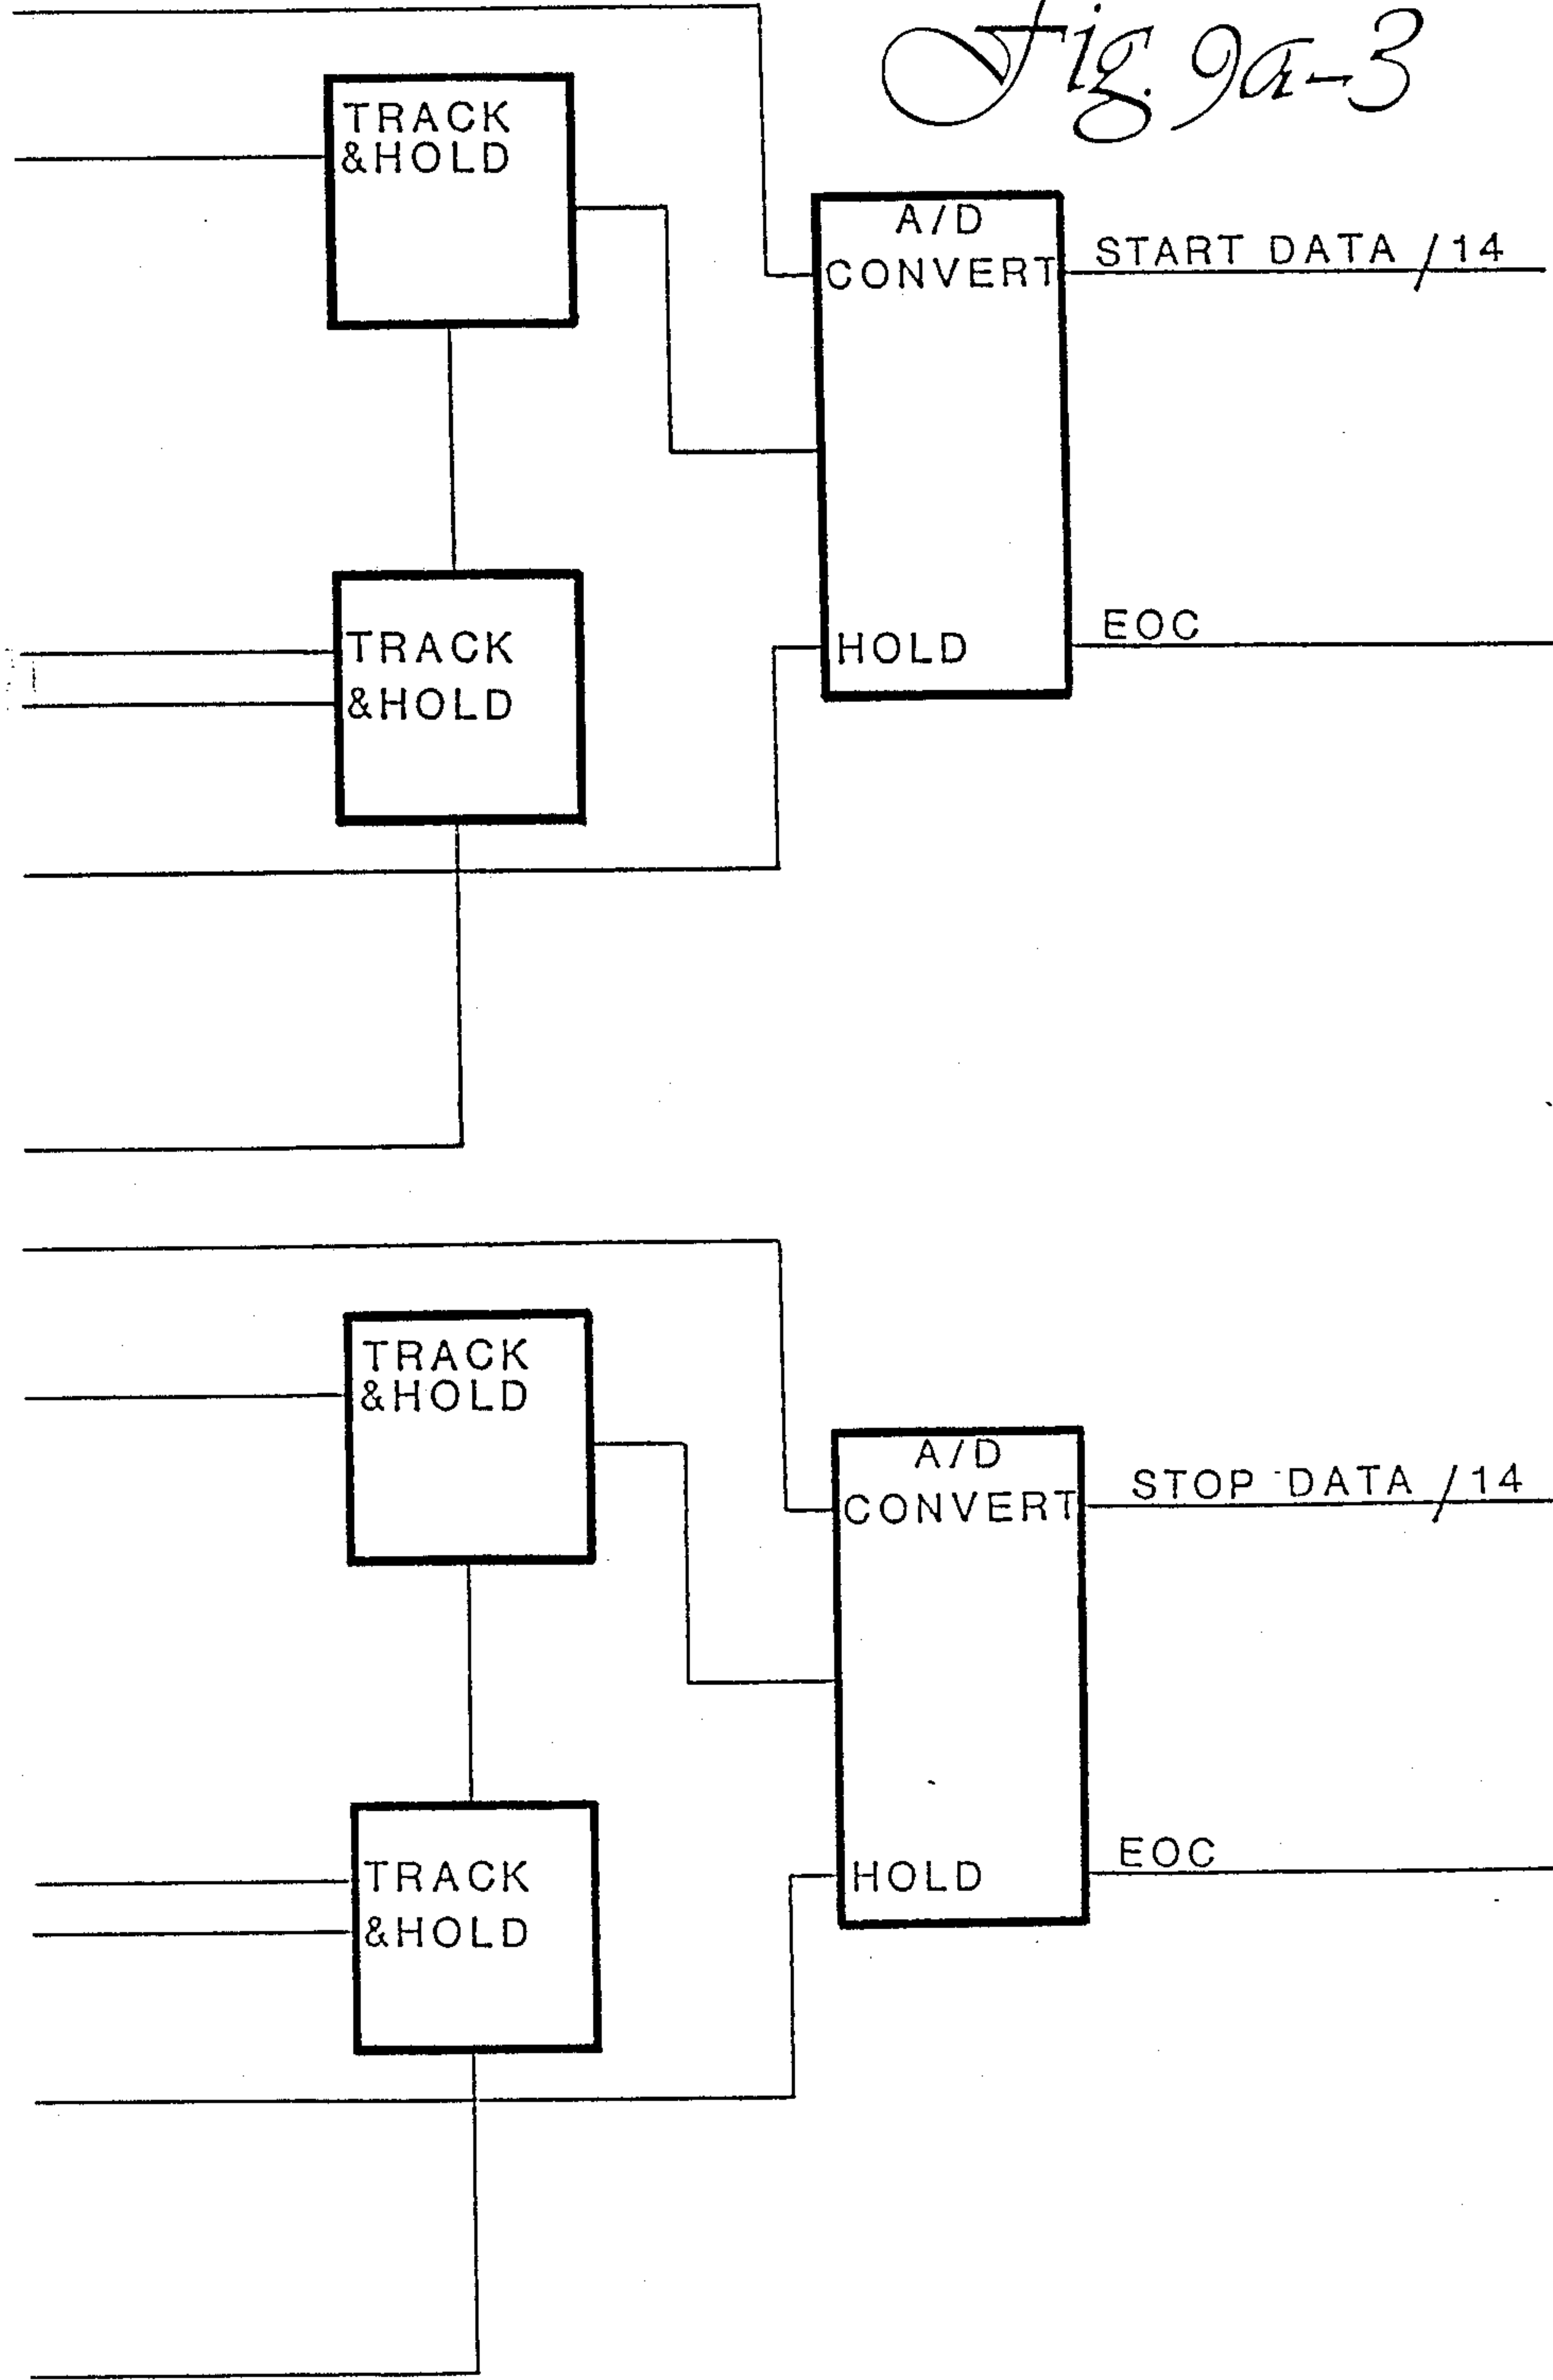 Fig. 9a-3
TRACK
&HOLD
A/D
CONVERT
START DATA /14
TRACK
&HOLD
HOLD
EOC
TRACK
&HOLD
A/D
CONVERT
STOP DATA /14
TRACK
&HOLD
HOLD
EOC